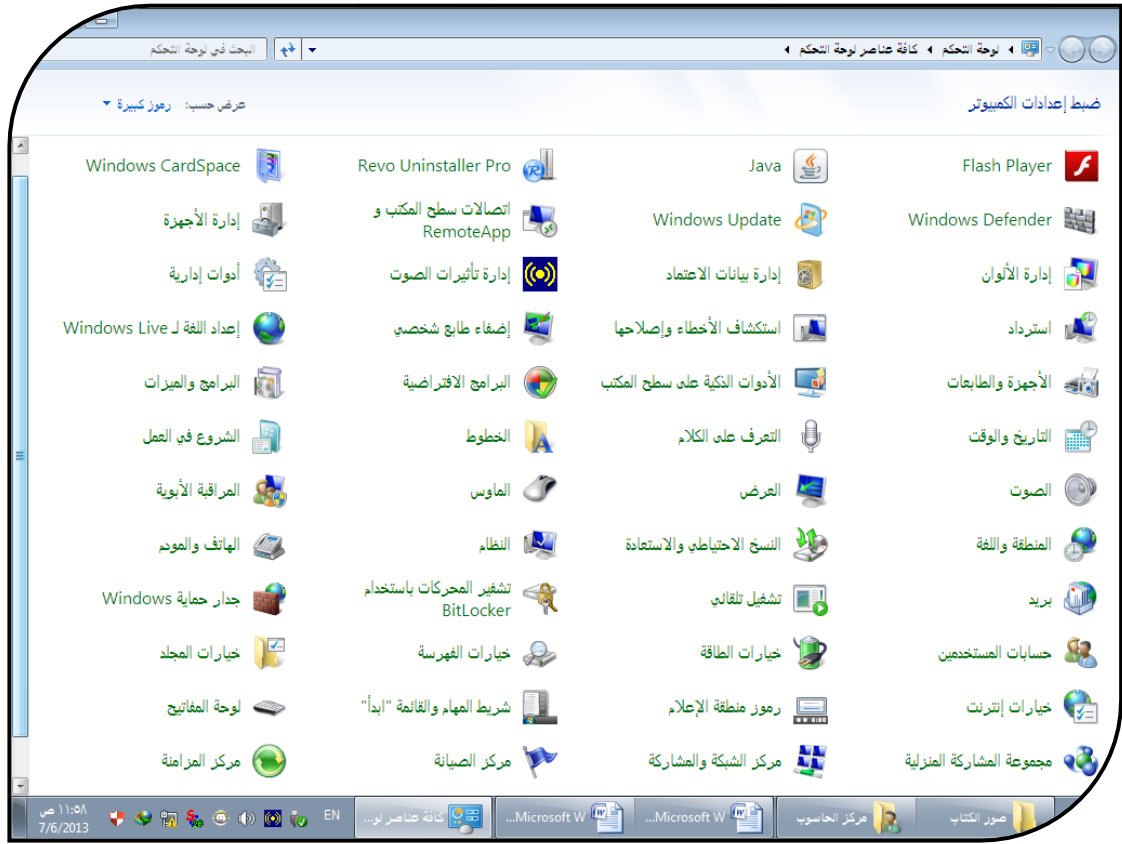 لوحة التحكم
كافة عناصر لوحة التحكم
البحث في لوحة التحكم
ضبط إعدادات الكمبيوتر
عرض حسب: رموز كبيرة
Flash Player
Java
Revo Uninstaller Pro
Windows CardSpace
Windows Defender
Windows Update
اتصالات سطح المكتب و
RemoteApp
إدارة الأجهزة
إدارة الألوان
إدارة بيانات الاعتماد
إدارة تأثيرات الصوت
أدوات إدارية
استرداد
استكشاف الأخطاء وإصلاحها
إضفاء طابع شخصي
إعداد اللغة لـ Windows Live
الأجهزة والطابعات
الأدوات الذكية على سطح المكتب
البرامج الافتراضية
البرامج والميزات
التاريخ والوقت
التعرف على الكلام
الخطوط
الشروع في العمل
الصوت
العرض
الماوس
المراقبة الأبوية
المنطقة واللغة
النسخ الاحتياطي والاستعادة
النظام
الهاتف والمودم
بريد
تشغيل تلقائي
تشفير المحركات باستخدام
BitLocker
جدار حماية Windows
حسابات المستخدمين
خيارات الطاقة
خيارات الفهرسة
خيارات المجلد
خيارات إنترنت
رموز منطقة الإعلام
شريط المهام والقائمة "ابدأ"
لوحة المفاتيح
مجموعة المشاركة المنزلية
مركز الشبكة والمشاركة
مركز الصيانة
مركز المزامنة
صور الكتاب
مركز الحاسوب
Microsoft W...
Microsoft W...
كافة عناصر لو...
EN
١١:٥٨ ص
7/6/2013